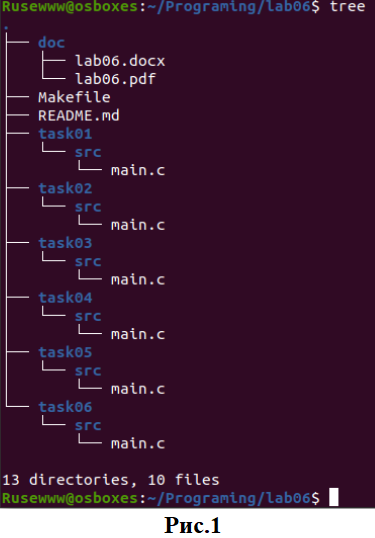 Rusewww@osboxes:~/Programing/lab06$ tree
.
├── doc
│   ├── lab06.docx
│   └── lab06.pdf
├── Makefile
├── README.md
├── task01
│   └── src
│       └── main.c
├── task02
│   └── src
│       └── main.c
├── task03
│   └── src
│       └── main.c
├── task04
│   └── src
│       └── main.c
├── task05
│   └── src
│       └── main.c
└── task06
    └── src
        └── main.c
13 directories, 10 files
Rusewww@osboxes:~/Programing/lab06$
Рис.1